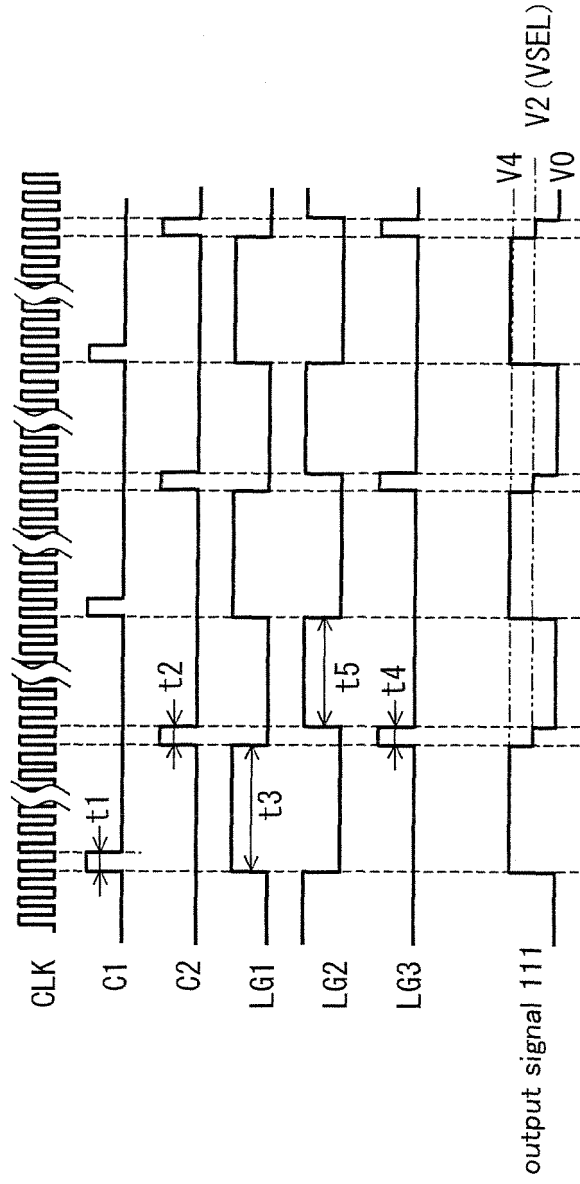 CLK
C1
t1
C2
t2
LG1
t3
LG2
t5
LG3
t4
output signal 111
V4
V2 (VSEL)
V0